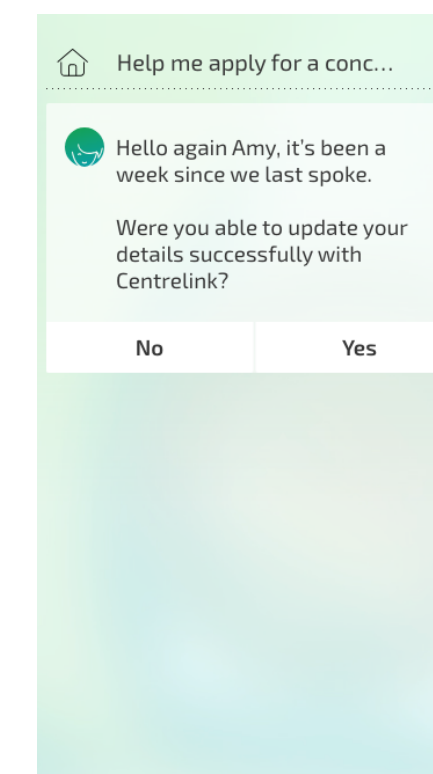 Help me apply for a conc...
Hello again Amy, it's been a
week since we last spoke.
Were you able to update your
details successfully with
Centrelink?
No
Yes